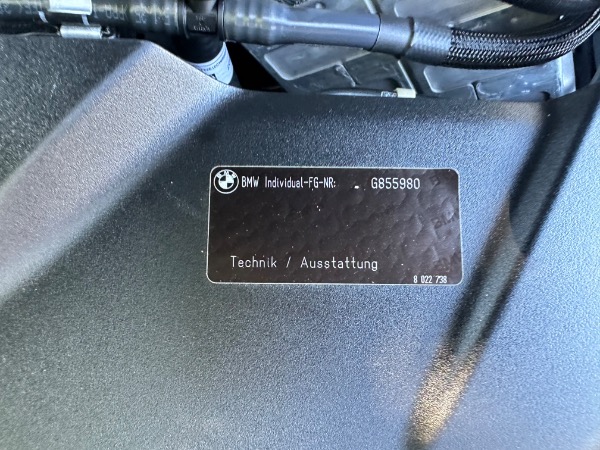 BMW Individual-FG-NR: G855980
Technik / Ausstattung
8 022 738